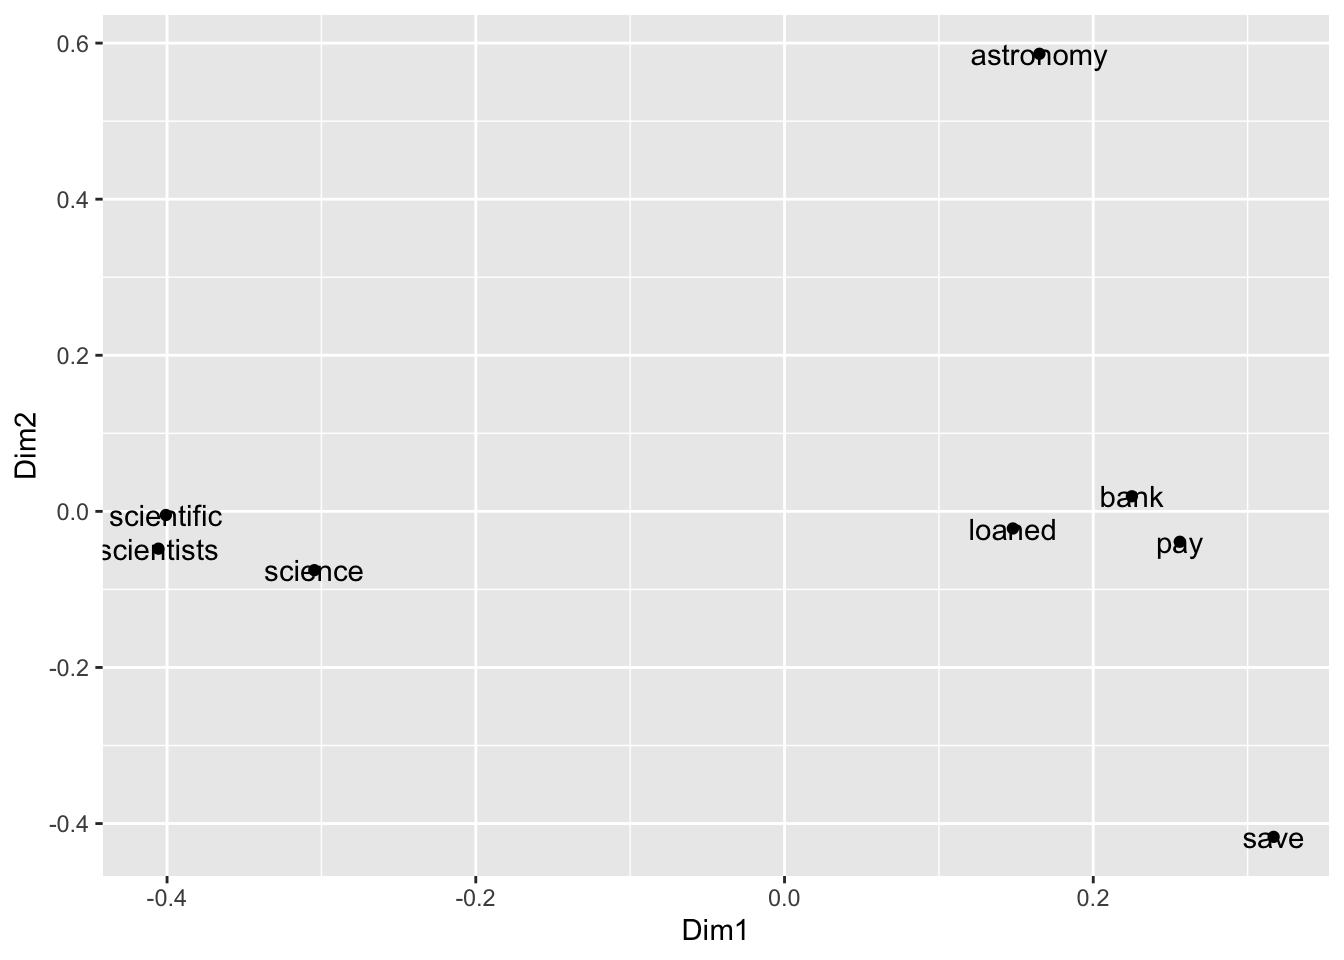 0.6
astronomy
0.4
0.2
Dim2
bank
0.0
scientific
loaned
pay
scientists
science
-0.2
-0.4
save
-0.4 -0.2 0.0 0.2
Dim1